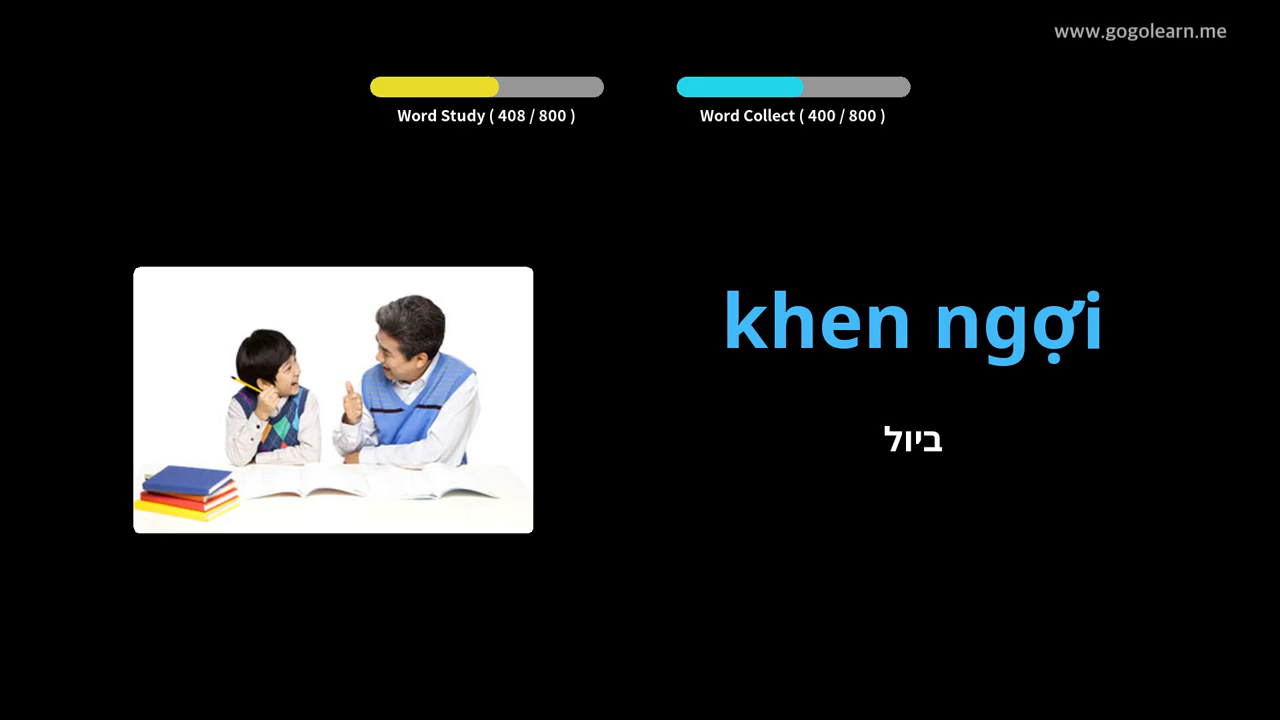 www.gogolearn.me
Word Study ( 408 / 800 )
Word Collect ( 400 / 800 )
khen ngợi
ביול